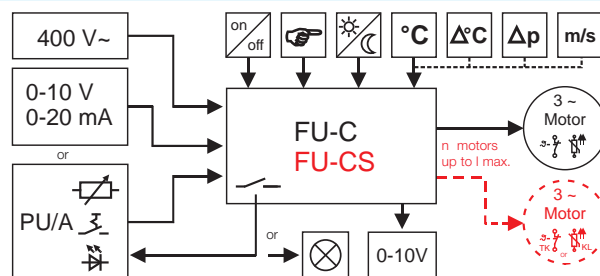 on
off
°C
Δ°C
Δp
m/s
400 V~
0-10 V
0-20 mA
or
PU/A
FU-C
FU-CS
n motors
up to I max.
3 ~
Motor
3 ~
Motor
TK
or
KL
or
0-10V